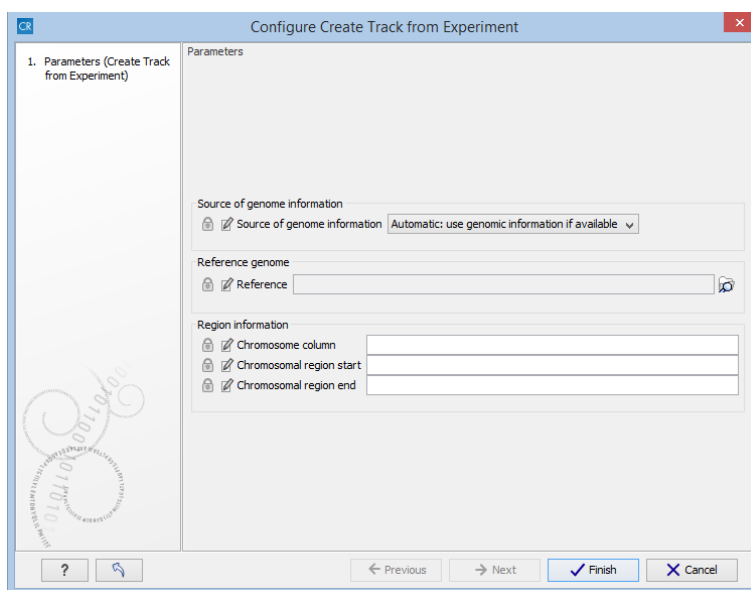 CR
Configure Create Track from Experiment
1. Parameters (Create Track
from Experiment)
Parameters
Source of genome information
Source of genome information Automatic: use genomic information if available
Reference genome
Reference
Region information
Chromosome column
Chromosomal region start
Chromosomal region end
? Previous Next Finish Cancel